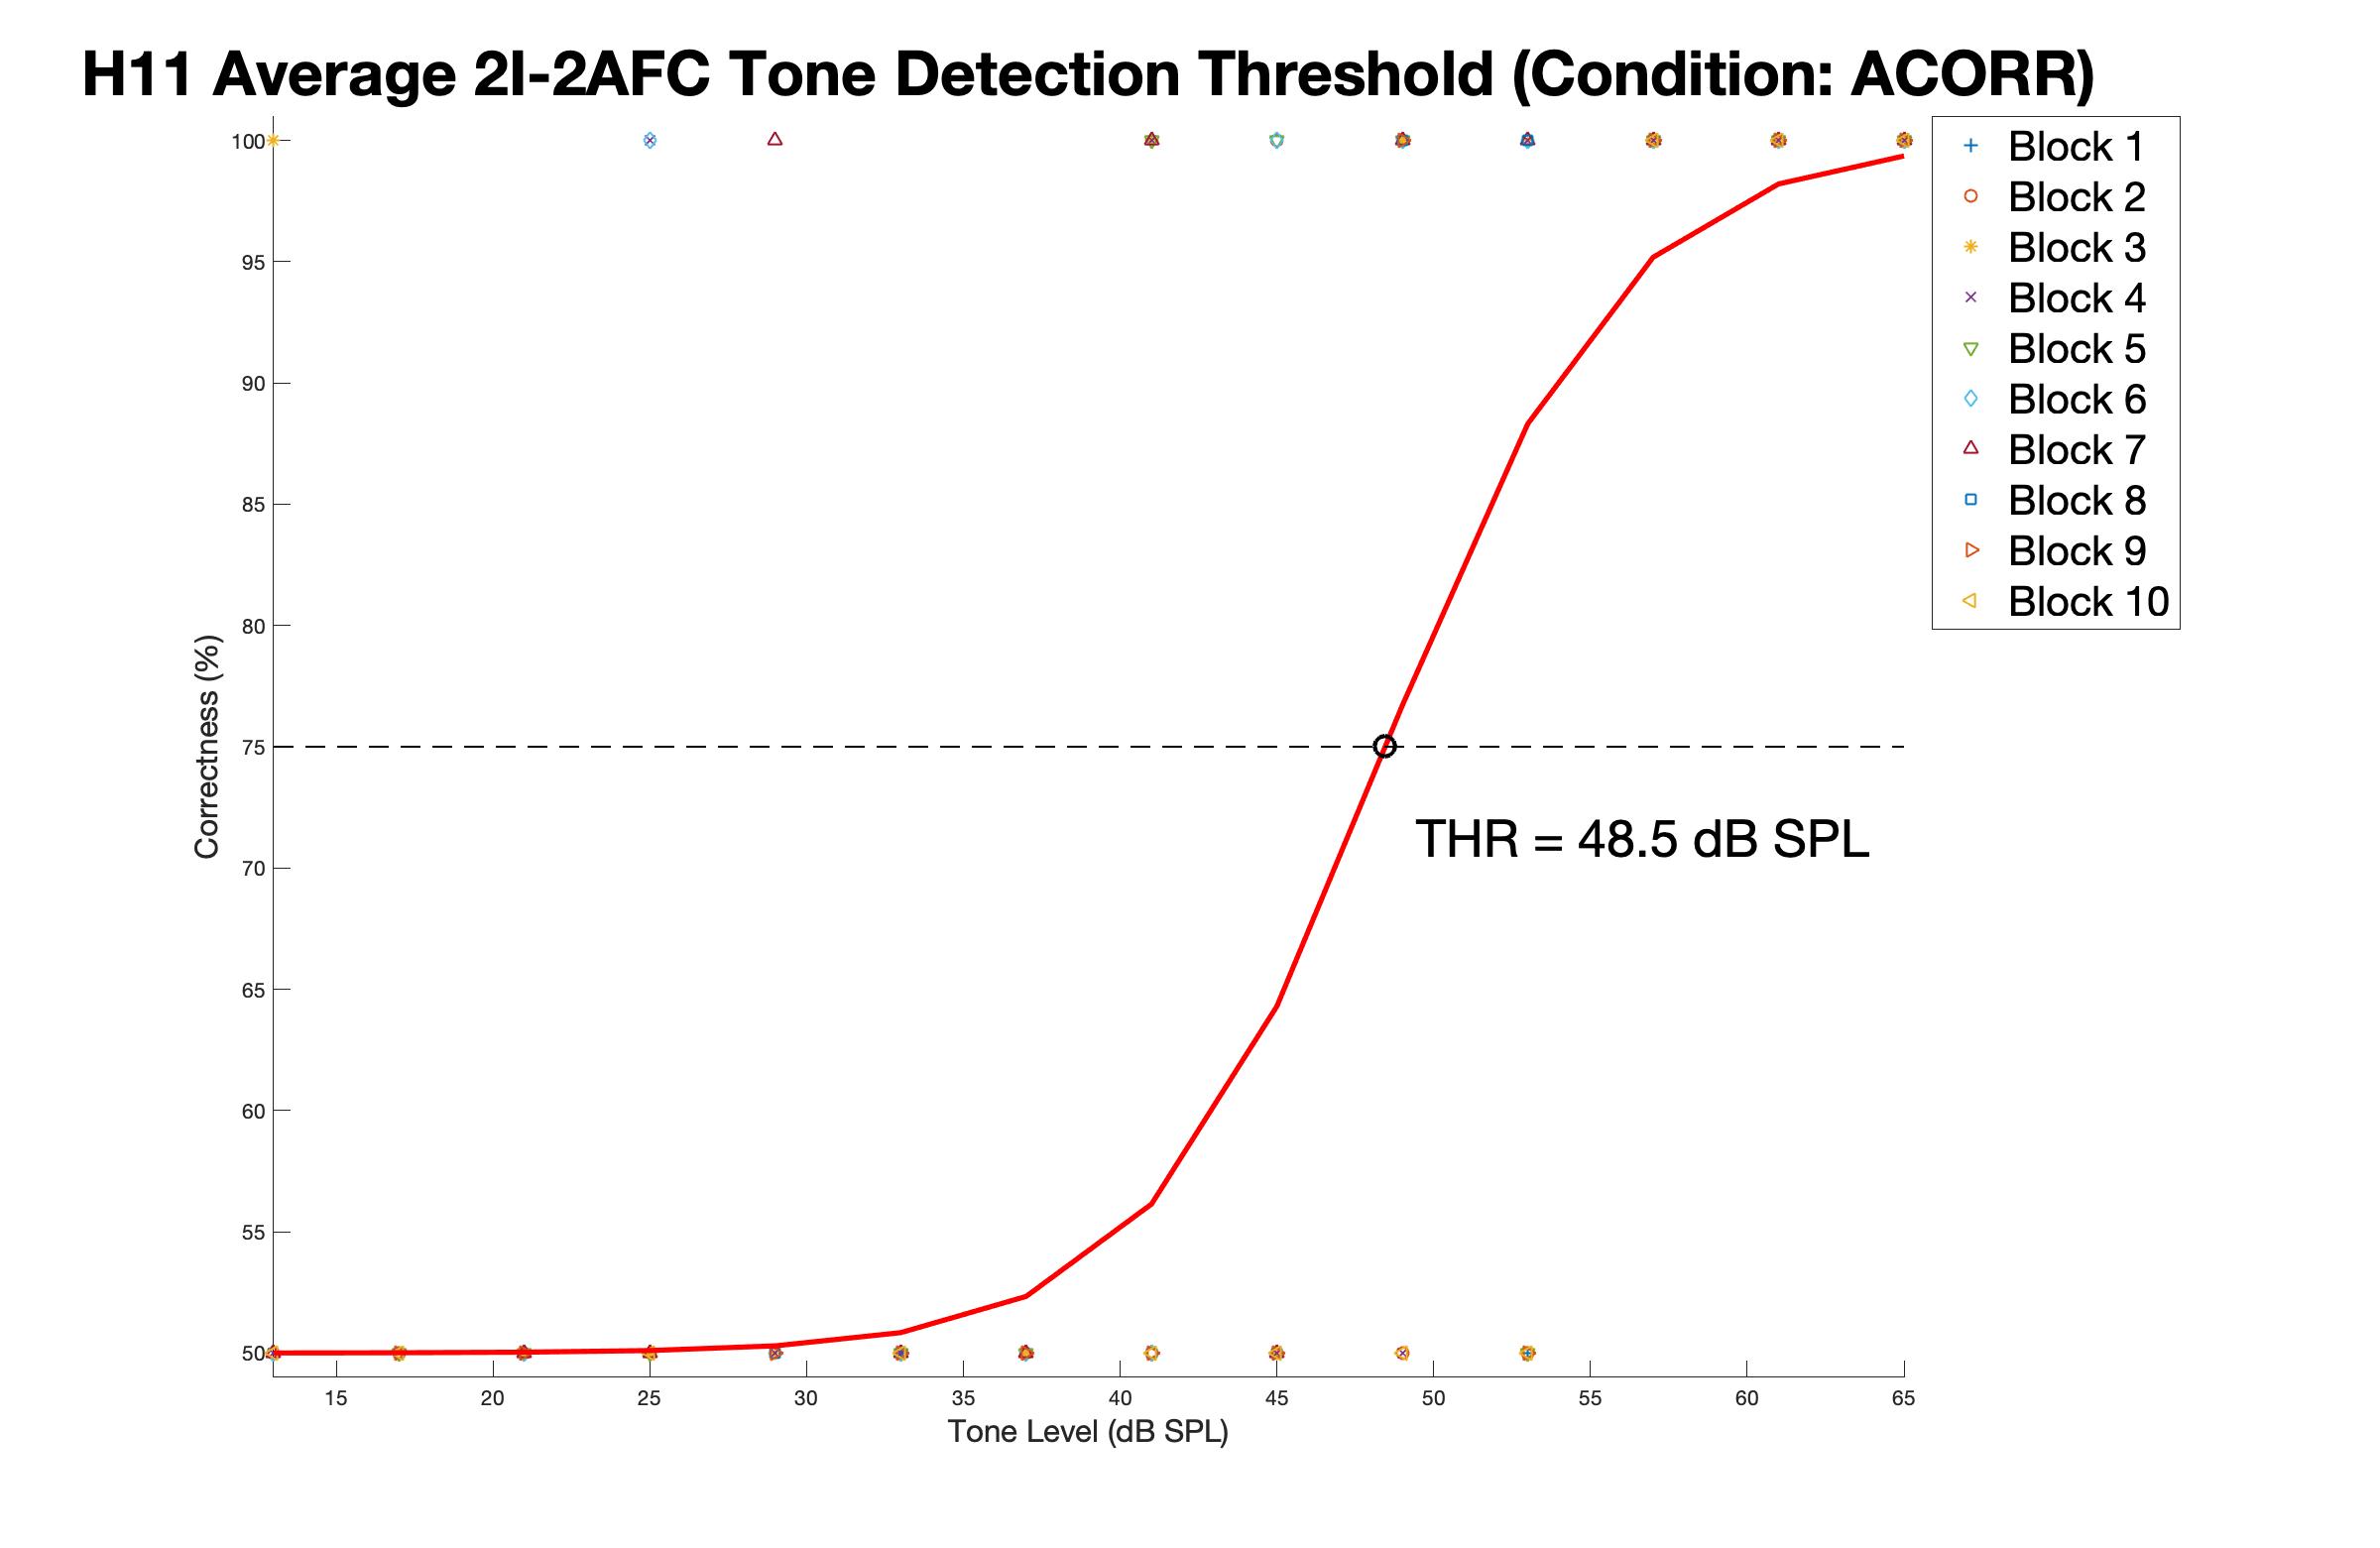 H11 Average 2I-2AFC Tone Detection Threshold (Condition: ACORR)
100
95
90
85
80
75
70
65
60
55
50
Correctness (%)
THR = 48.5 dB SPL
15 20 25 30 35 40 45 50 55 60 65
Tone Level (dB SPL)
Block 1
Block 2
Block 3
Block 4
Block 5
Block 6
Block 7
Block 8
Block 9
Block 10